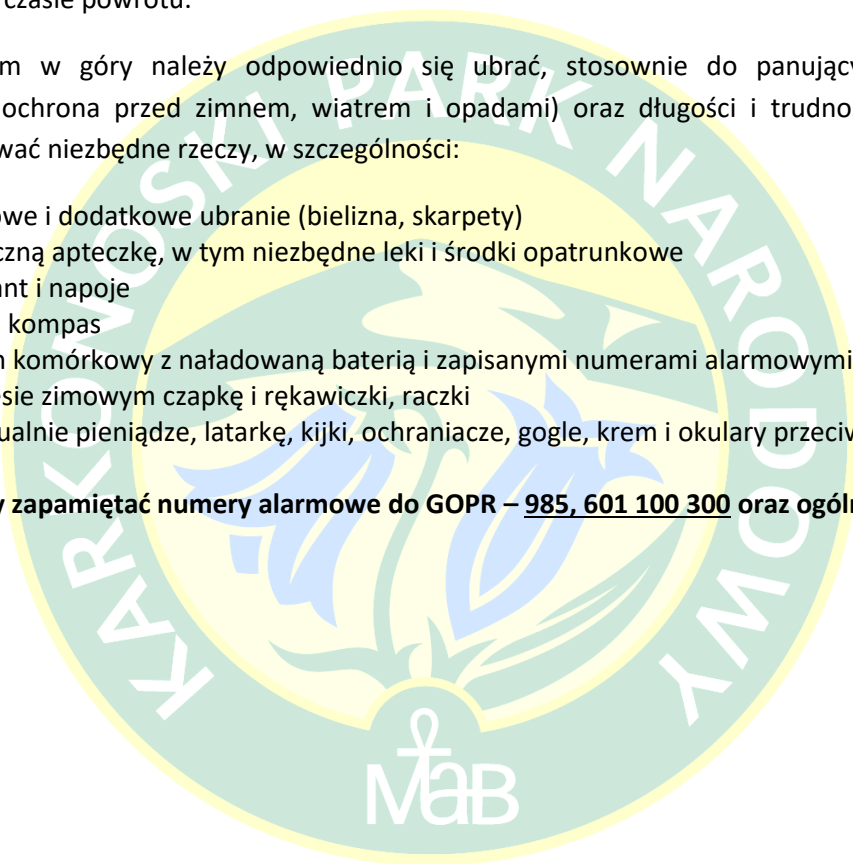 czasie powrotu.
m w góry należy odpowiednio się ubrać, stosownie do panując
ochrona przed zimnem, wiatrem i opadami) oraz długości i trudno
wać niezbędne rzeczy, w szczególności:
owe i dodatkowe ubranie (bielizna, skarpety)
czną apteczkę, w tym niezbędne leki i środki opatrunkowe
ant i napoje
kompas
n komórkowy z naładowaną baterią i zapisanymi numerami alarmowymi
esie zimowym czapkę i rękawiczki, raczki
ualnie pieniądze, latarkę, kijki, ochraniacze, gogle, krem i okulary przeciw
y zapamiętać numery alarmowe do GOPR – 985, 601 100 300 oraz ogóln
KARKONOSKI PARK NARODOWY
MaB